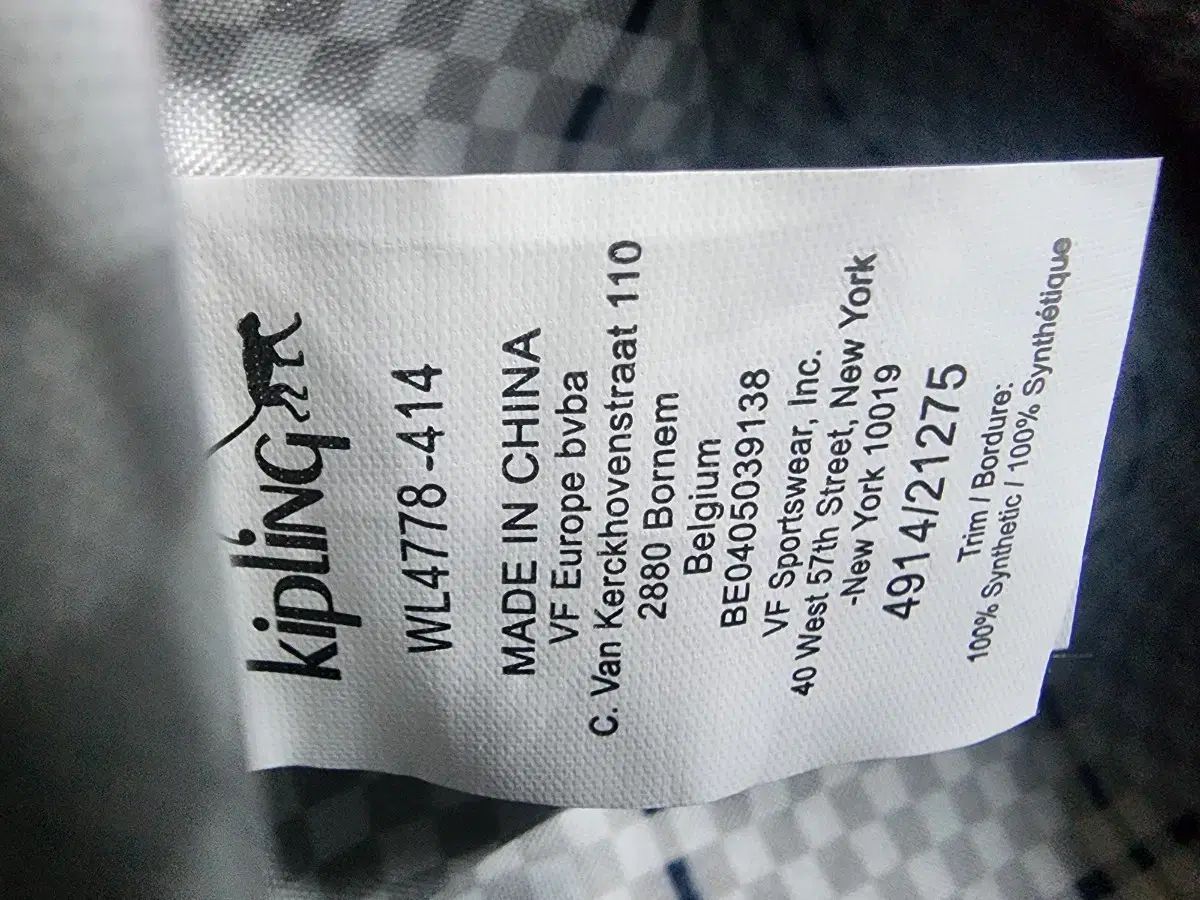 kipling
WL4778-414
MADE IN CHINA
VF Europe bvba
C. Van Kerckhovenstraat 110
2880 Bornem
Belgium
BE0405039138
VF Sportswear, Inc.
40 West 57th Street, New York
-New York 10019
4914/21275
Trim / Bordure:
100% Synthetic / 100% Synthétique